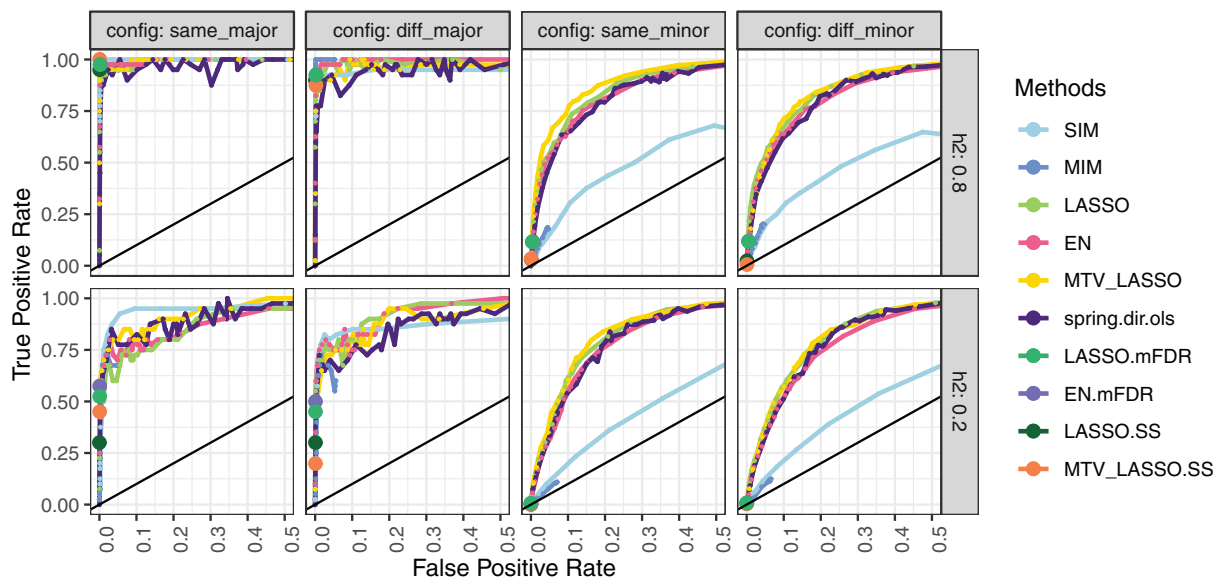 config: same_major
config: diff_major
config: same_minor
config: diff_minor
1.00
0.75
0.50
0.25
0.00
h2: 0.8
1.00
0.75
0.50
0.25
0.00
h2: 0.2
True Positive Rate
0.0 0.1 0.2 0.3 0.4 0.5
0.0 0.1 0.2 0.3 0.4 0.5
0.0 0.1 0.2 0.3 0.4 0.5
0.0 0.1 0.2 0.3 0.4 0.5
False Positive Rate
Methods
SIM
MIM
LASSO
EN
MTV_LASSO
spring.dir.ols
LASSO.mFDR
EN.mFDR
LASSO.SS
MTV_LASSO.SS